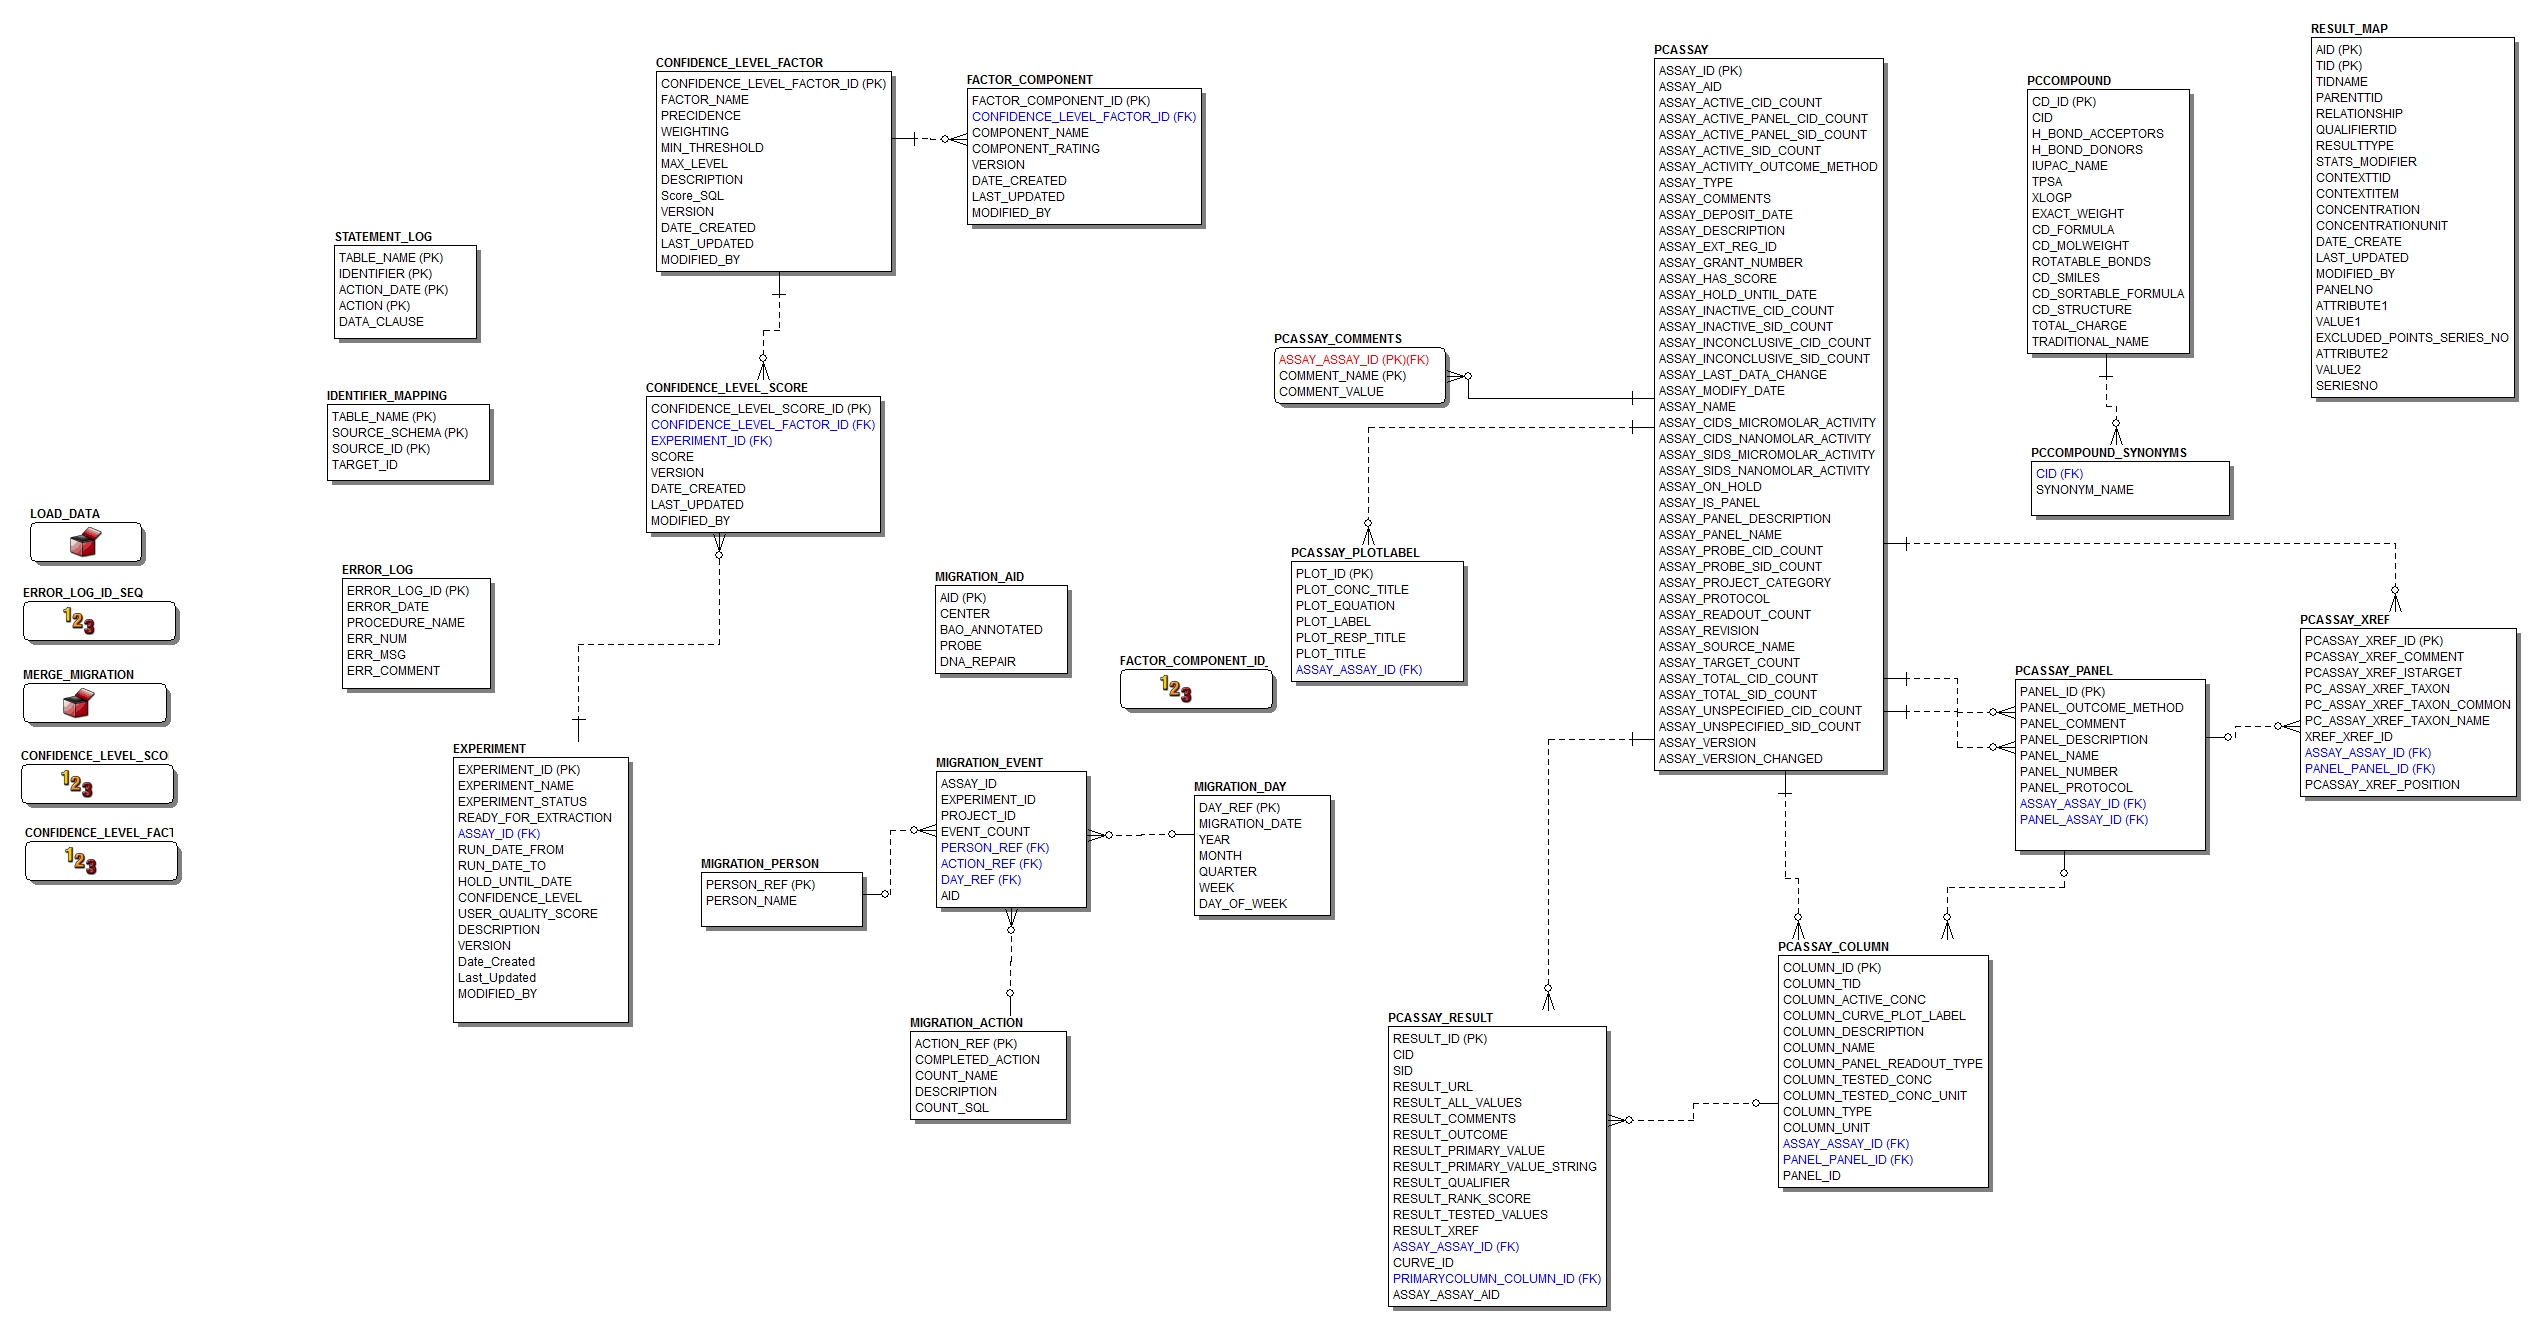 CONFIDENCE_LEVEL_FACTOR
CONFIDENCE_LEVEL_FACTOR_ID (PK)
FACTOR_NAME
PRECIDENCE
WEIGHTING
MIN_THRESHOLD
MAX_LEVEL
DESCRIPTION
Score_SQL
VERSION
DATE_CREATED
LAST_UPDATED
MODIFIED_BY
FACTOR_COMPONENT
FACTOR_COMPONENT_ID (PK)
CONFIDENCE_LEVEL_FACTOR_ID (FK)
COMPONENT_NAME
COMPONENT_RATING
VERSION
DATE_CREATED
LAST_UPDATED
MODIFIED_BY
STATEMENT_LOG
TABLE_NAME (PK)
IDENTIFIER (PK)
ACTION_DATE (PK)
ACTION (PK)
DATA_CLAUSE
IDENTIFIER_MAPPING
TABLE_NAME (PK)
SOURCE_SCHEMA (PK)
SOURCE_ID (PK)
TARGET_ID
CONFIDENCE_LEVEL_SCORE
CONFIDENCE_LEVEL_SCORE_ID (PK)
CONFIDENCE_LEVEL_FACTOR_ID (FK)
EXPERIMENT_ID (FK)
SCORE
VERSION
DATE_CREATED
LAST_UPDATED
MODIFIED_BY
LOAD_DATA
ERROR_LOG_ID_SEQ
123
MERGE_MIGRATION
CONFIDENCE_LEVEL_SCO
123
CONFIDENCE_LEVEL_FACT
123
ERROR_LOG
ERROR_LOG_ID (PK)
ERROR_DATE
PROCEDURE_NAME
ERR_NUM
ERR_MSG
ERR_COMMENT
EXPERIMENT
EXPERIMENT_ID (PK)
EXPERIMENT_NAME
EXPERIMENT_STATUS
READY_FOR_EXTRACTION
ASSAY_ID (FK)
RUN_DATE_FROM
RUN_DATE_TO
HOLD_UNTIL_DATE
CONFIDENCE_LEVEL
USER_QUALITY_SCORE
DESCRIPTION
VERSION
Date_Created
Last_Updated
MODIFIED_BY
MIGRATION_AID
AID (PK)
CENTER
BAO_ANNOTATED
PROBE
DNA_REPAIR
FACTOR_COMPONENT_ID_
123
MIGRATION_PERSON
PERSON_REF (PK)
PERSON_NAME
MIGRATION_EVENT
ASSAY_ID
EXPERIMENT_ID
PROJECT_ID
EVENT_COUNT
PERSON_REF (FK)
ACTION_REF (FK)
DAY_REF (FK)
AID
MIGRATION_DAY
DAY_REF (PK)
MIGRATION_DATE
YEAR
MONTH
QUARTER
WEEK
DAY_OF_WEEK
MIGRATION_ACTION
ACTION_REF (PK)
COMPLETED_ACTION
COUNT_NAME
DESCRIPTION
COUNT_SQL
PCASSAY_COMMENTS
ASSAY_ASSAY_ID (PK)(FK)
COMMENT_NAME (PK)
COMMENT_VALUE
PCASSAY_PLOTLABEL
PLOT_ID (PK)
PLOT_CONC_TITLE
PLOT_EQUATION
PLOT_LABEL
PLOT_RESP_TITLE
PLOT_TITLE
ASSAY_ASSAY_ID (FK)
PCASSAY
ASSAY_ID (PK)
ASSAY_AID
ASSAY_ACTIVE_CID_COUNT
ASSAY_ACTIVE_PANEL_CID_COUNT
ASSAY_ACTIVE_PANEL_SID_COUNT
ASSAY_ACTIVE_SID_COUNT
ASSAY_ACTIVITY_OUTCOME_METHOD
ASSAY_TYPE
ASSAY_COMMENTS
ASSAY_DEPOSIT_DATE
ASSAY_DESCRIPTION
ASSAY_EXT_REG_ID
ASSAY_GRANT_NUMBER
ASSAY_HAS_SCORE
ASSAY_HOLD_UNTIL_DATE
ASSAY_INACTIVE_CID_COUNT
ASSAY_INACTIVE_SID_COUNT
ASSAY_INCONCLUSIVE_CID_COUNT
ASSAY_INCONCLUSIVE_SID_COUNT
ASSAY_LAST_DATA_CHANGE
ASSAY_MODIFY_DATE
ASSAY_NAME
ASSAY_CIDS_MICROMOLAR_ACTIVITY
ASSAY_CIDS_NANOMOLAR_ACTIVITY
ASSAY_SIDS_MICROMOLAR_ACTIVITY
ASSAY_SIDS_NANOMOLAR_ACTIVITY
ASSAY_ON_HOLD
ASSAY_IS_PANEL
ASSAY_PANEL_DESCRIPTION
ASSAY_PANEL_NAME
ASSAY_PROBE_CID_COUNT
ASSAY_PROBE_SID_COUNT
ASSAY_PROJECT_CATEGORY
ASSAY_PROTOCOL
ASSAY_READOUT_COUNT
ASSAY_REVISION
ASSAY_SOURCE_NAME
ASSAY_TARGET_COUNT
ASSAY_TOTAL_CID_COUNT
ASSAY_TOTAL_SID_COUNT
ASSAY_UNSPECIFIED_CID_COUNT
ASSAY_UNSPECIFIED_SID_COUNT
ASSAY_VERSION
ASSAY_VERSION_CHANGED
PCCOMPOUND
CD_ID (PK)
CID
H_BOND_ACCEPTORS
H_BOND_DONORS
IUPAC_NAME
TPSA
XLOGP
EXACT_WEIGHT
CD_FORMULA
CD_MOLWEIGHT
ROTATABLE_BONDS
CD_SMILES
CD_SORTABLE_FORMULA
CD_STRUCTURE
TOTAL_CHARGE
TRADITIONAL_NAME
PCCOMPOUND_SYNONYMS
CID (FK)
SYNONYM_NAME
RESULT_MAP
AID (PK)
TID (PK)
TIDNAME
PARENTTID
RELATIONSHIP
QUALIFIERTID
RESULTTYPE
STATS_MODIFIER
CONTEXTTID
CONTEXTITEM
CONCENTRATION
CONCENTRATIONUNIT
DATE_CREATE
LAST_UPDATED
MODIFIED_BY
PANELNO
ATTRIBUTE1
VALUE1
EXCLUDED_POINTS_SERIES_NO
ATTRIBUTE2
VALUE2
SERIESNO
PCASSAY_XREF
PCASSAY_XREF_ID (PK)
PCASSAY_XREF_COMMENT
PCASSAY_XREF_ISTARGET
PC_ASSAY_XREF_TAXON
PC_ASSAY_XREF_TAXON_COMMON
PC_ASSAY_XREF_TAXON_NAME
XREF_XREF_ID
ASSAY_ASSAY_ID (FK)
PANEL_PANEL_ID (FK)
PCASSAY_XREF_POSITION
PCASSAY_PANEL
PANEL_ID (PK)
PANEL_OUTCOME_METHOD
PANEL_COMMENT
PANEL_DESCRIPTION
PANEL_NAME
PANEL_NUMBER
PANEL_PROTOCOL
ASSAY_ASSAY_ID (FK)
PANEL_ASSAY_ID (FK)
PCASSAY_COLUMN
COLUMN_ID (PK)
COLUMN_TID
COLUMN_ACTIVE_CONC
COLUMN_CURVE_PLOT_LABEL
COLUMN_DESCRIPTION
COLUMN_NAME
COLUMN_PANEL_READOUT_TYPE
COLUMN_TESTED_CONC
COLUMN_TESTED_CONC_UNIT
COLUMN_TYPE
COLUMN_UNIT
ASSAY_ASSAY_ID (FK)
PANEL_PANEL_ID (FK)
PANEL_ID
PCASSAY_RESULT
RESULT_ID (PK)
CID
SID
RESULT_URL
RESULT_ALL_VALUES
RESULT_COMMENTS
RESULT_OUTCOME
RESULT_PRIMARY_VALUE
RESULT_PRIMARY_VALUE_STRING
RESULT_QUALIFIER
RESULT_RANK_SCORE
RESULT_TESTED_VALUES
RESULT_XREF
ASSAY_ASSAY_ID (FK)
CURVE_ID
PRIMARYCOLUMN_COLUMN_ID (FK)
ASSAY_ASSAY_AID